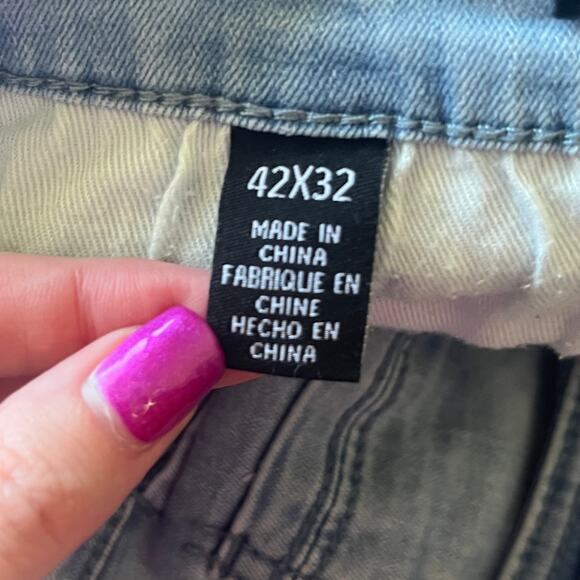 42X32
MADE IN
CHINA
FABRIQUE EN
CHINE
HECHO EN
CHINA